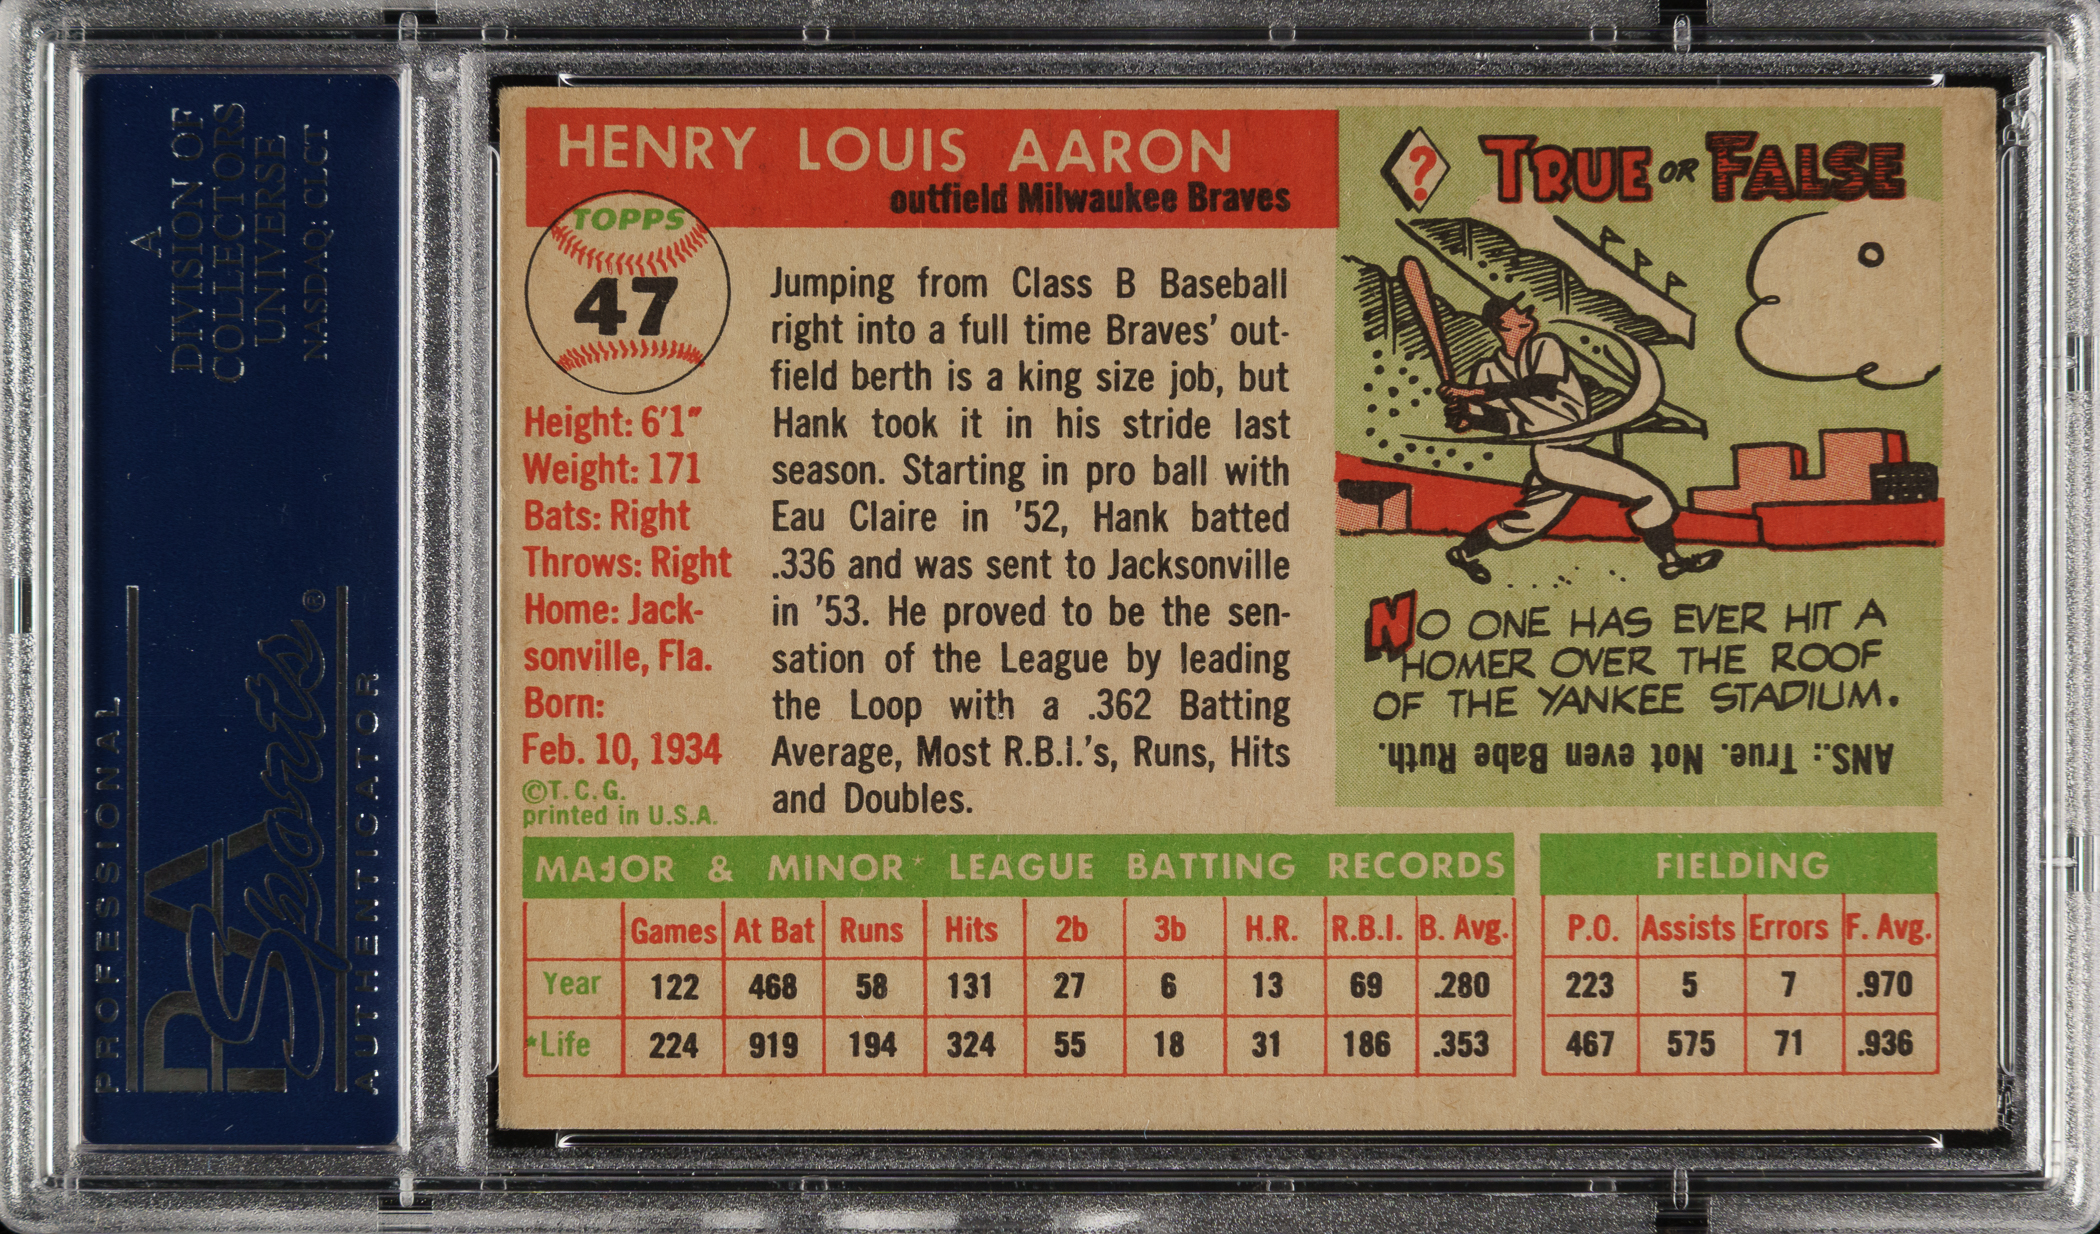 A
DIVISION OF
COLLECTORS
UNIVERSE
NASDAQ: CLCT
PROFESSIONAL
PSA
Sports®
AUTHENTICATOR
HENRY LOUIS AARON
outfield Milwaukee Braves
TOPPS
47
Height: 6'1"
Weight: 171
Bats: Right
Throws: Right
Home: Jack-
sonville, Fla.
Born:
Feb. 10, 1934
©T.C.G.
printed in U.S.A.
Jumping from Class B Baseball
right into a full time Braves' out-
field berth is a king size job, but
Hank took it in his stride last
season. Starting in pro ball with
Eau Claire in '52, Hank batted
.336 and was sent to Jacksonville
in '53. He proved to be the sen-
sation of the League by leading
the Loop with a .362 Batting
Average, Most R.B.I.'s, Runs, Hits
and Doubles.
? TRUE OR FALSE
NO ONE HAS EVER HIT A
HOMER OVER THE ROOF
OF THE YANKEE STADIUM.
ANS.: True. Not even Babe Ruth.
MAJOR & MINOR* LEAGUE BATTING RECORDS
Games At Bat Runs Hits 2b 3b H.R. R.B.I. B. Avg.
Year 122 468 58 131 27 6 13 69 .280
*Life 224 919 194 324 55 18 31 186 .353
FIELDING
P.O. Assists Errors F. Avg.
223 5 7 .970
467 575 71 .936